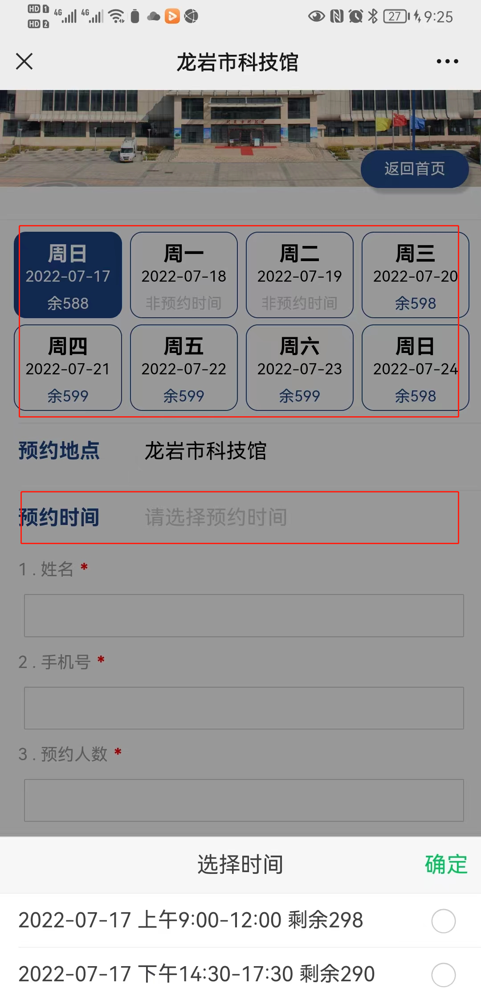 HD 1 4G 4G 27 9:25
HD 2
龙岩市科技馆
返回首页
周日 周一 周二 周三
2022-07-17 2022-07-18 2022-07-19 2022-07-20
余588 非预约时间 非预约时间 余598
周四 周五 周六 周日
2022-07-21 2022-07-22 2022-07-23 2022-07-24
余599 余599 余599 余598
预约地点 龙岩市科技馆
预约时间 请选择预约时间
1 . 姓名 *
2 . 手机号 *
3 . 预约人数 *
选择时间 确定
2022-07-17 上午9:00-12:00 剩余298
2022-07-17 下午14:30-17:30 剩余290